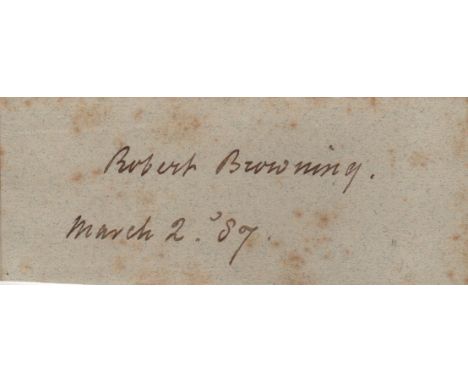 Robert Browning.
March 2. '87.